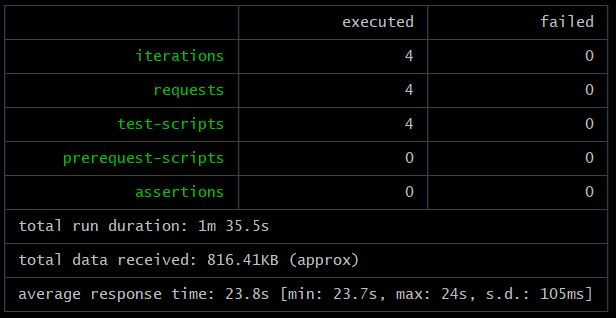 executed failed
iterations 4 0
requests 4 0
test-scripts 4 0
prerequest-scripts 0 0
assertions 0 0
total run duration: 1m 35.5s
total data received: 816.41KB (approx)
average response time: 23.8s [min: 23.7s, max: 24s, s.d.: 105ms]